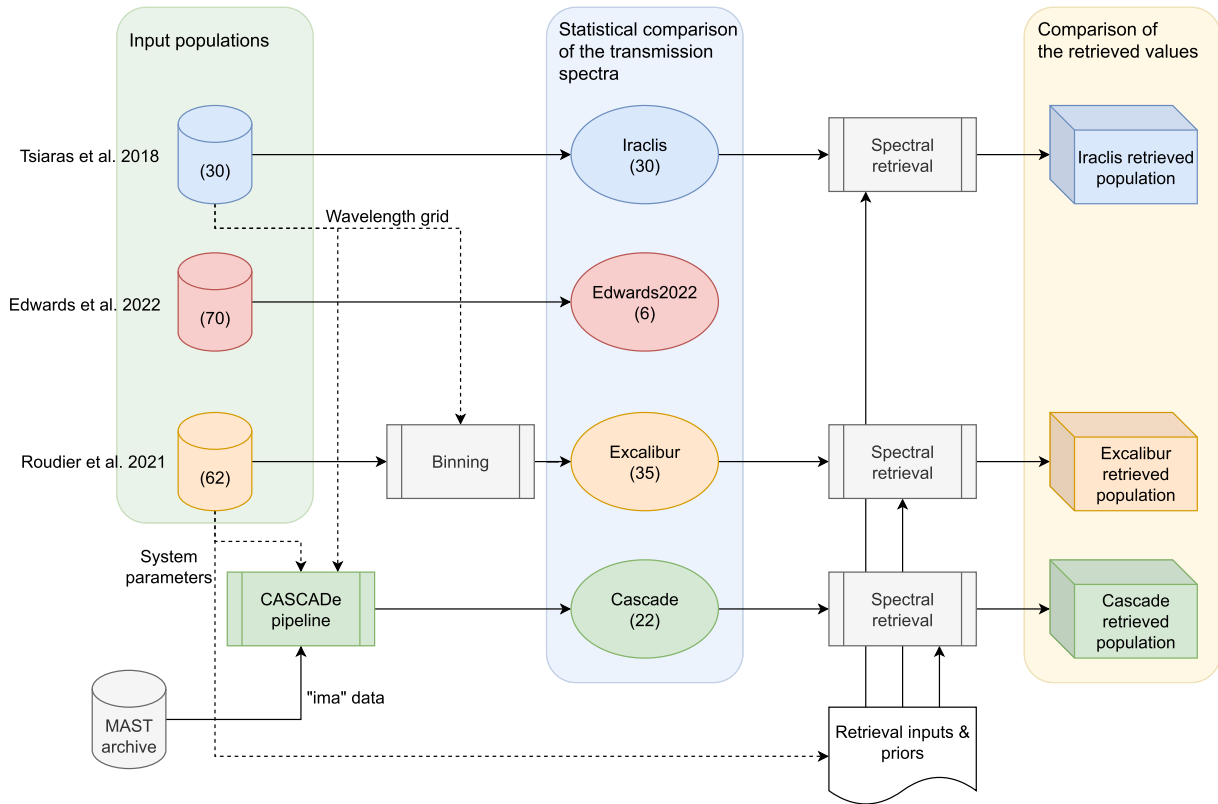 Input populations
Statistical comparison
of the transmission
spectra
Comparison of
the retrieved values
Tsiaras et al. 2018
(30)
Iraclis
(30)
Spectral
retrieval
Iraclis retrieved
population
Wavelength grid
Edwards et al. 2022
(70)
Edwards2022
(6)
Roudier et al. 2021
(62)
Binning
Excalibur
(35)
Spectral
retrieval
Excalibur
retrieved
population
System
parameters
CASCADe
pipeline
Cascade
(22)
Spectral
retrieval
Cascade
retrieved
population
"ima" data
MAST
archive
Retrieval inputs &
priors